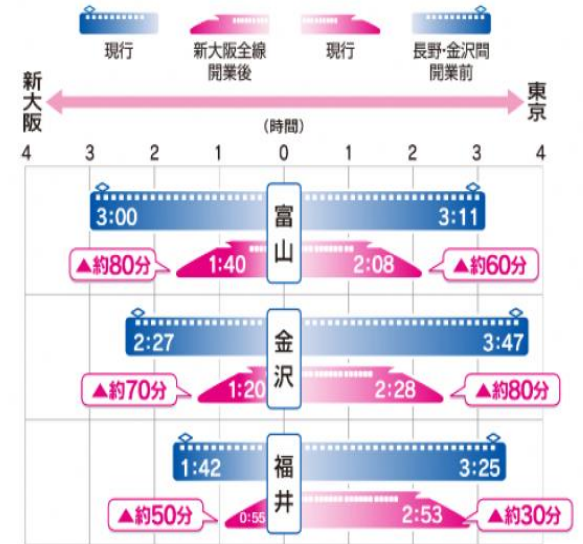 現行
新大阪全線
開業後
現行
長野・金沢間
開業前
新大阪
東京
(時間)
4 3 2 1 0 1 2 3 4
3:00 富山 3:11
▲約80分 1:40 2:08 ▲約60分
2:27 金沢 3:47
▲約70分 1:20 2:28 ▲約80分
1:42 福井 3:25
▲約50分 0:55 2:53 ▲約30分